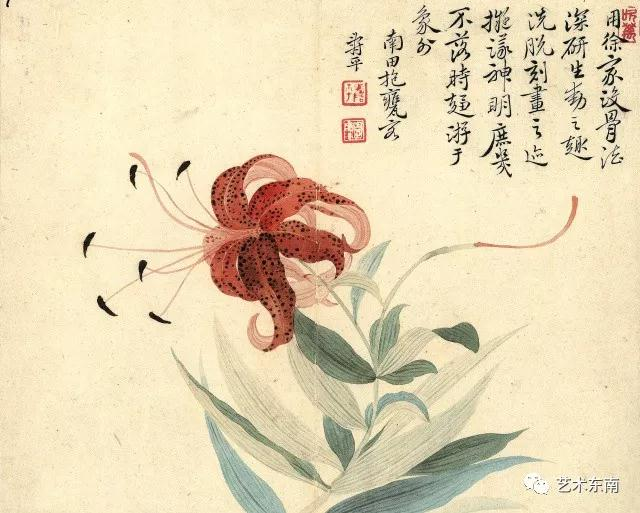 用徐家沒骨法
深研生動之趣
洗脫刻畫之迹
擬議神明庶幾
不落時游于
象外
南田抱甕客
壽平
艺术东南